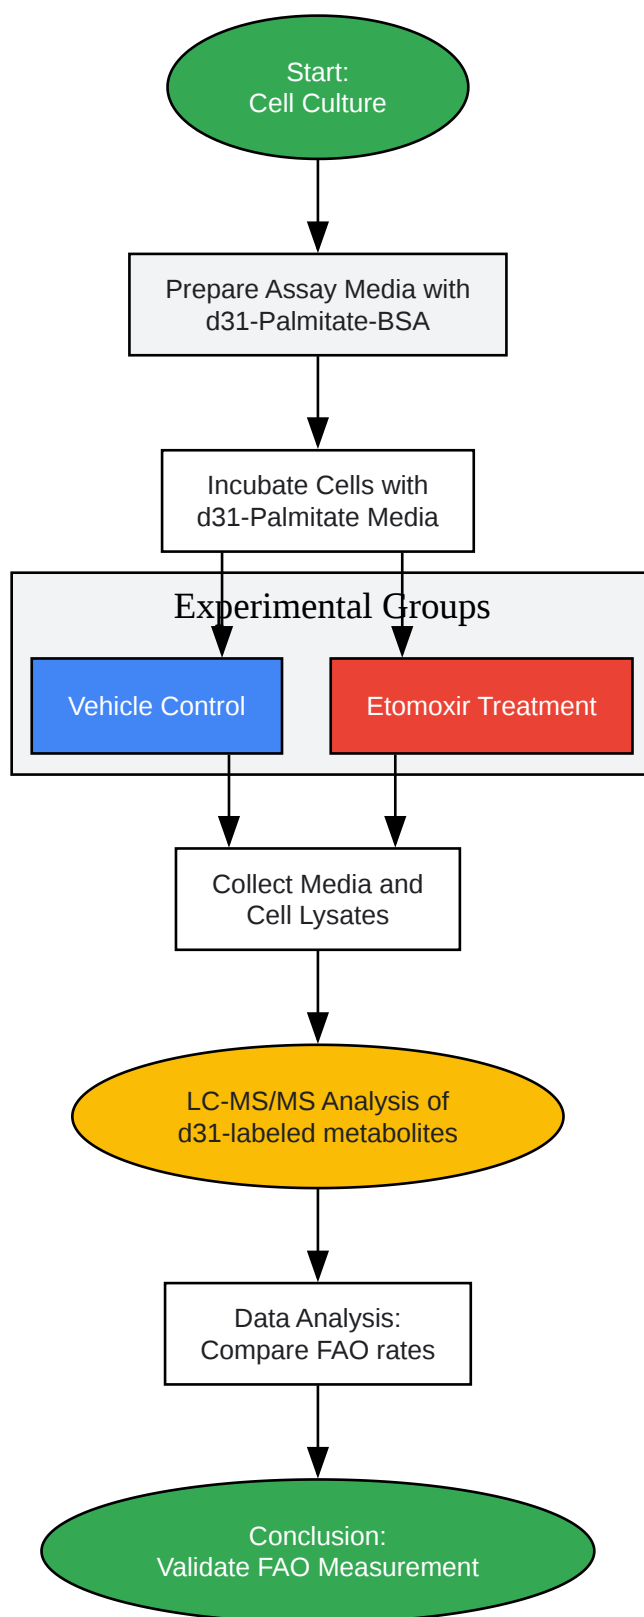 Start:
Cell Culture
Prepare Assay Media with
d31-Palmitate-BSA
Incubate Cells with
d31-Palmitate Media
Experimental Groups
Vehicle Control
Etomoxir Treatment
Collect Media and
Cell Lysates
LC-MS/MS Analysis of
d31-labeled metabolites
Data Analysis:
Compare FAO rates
Conclusion:
Validate FAO Measurement